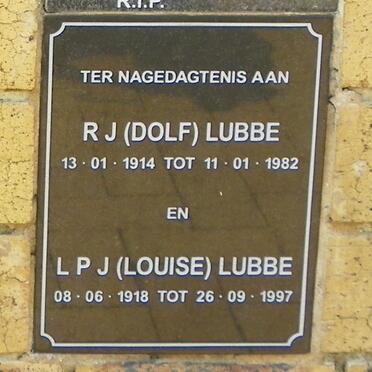 R.I.P.
TER NAGEDAGTENIS AAN
R J (DOLF) LUBBE
13 · 01 · 1914 TOT 11 · 01 · 1982
EN
L P J (LOUISE) LUBBE
08 · 06 · 1918 TOT 26 · 09 · 1997